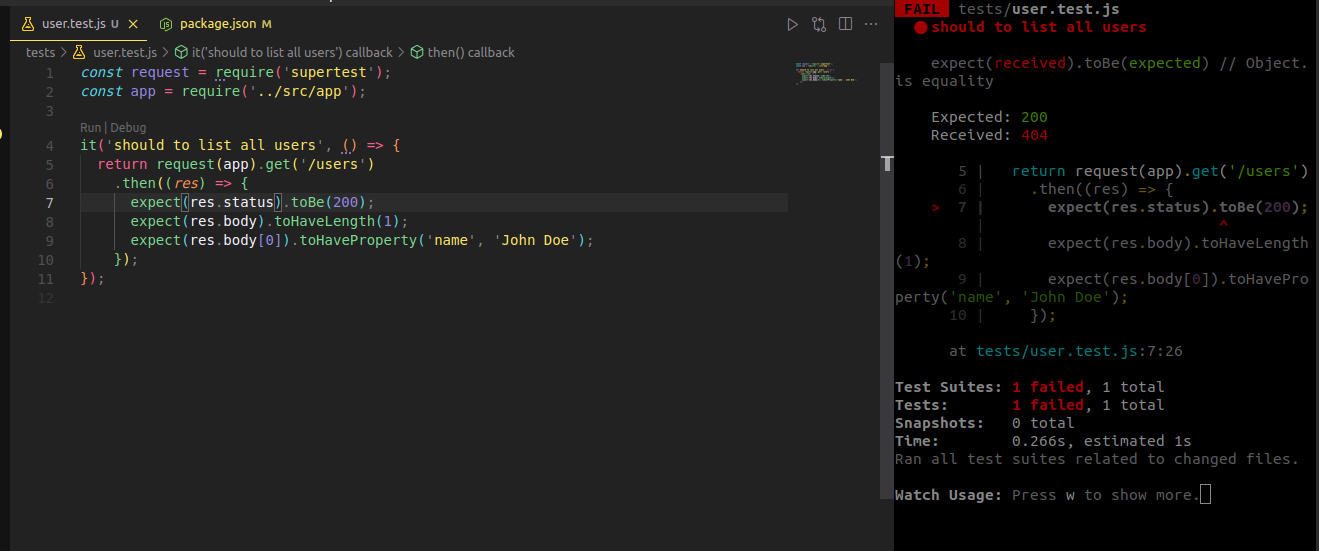 user.test.js U
package.json M
tests > user.test.js > it('should to list all users') callback > then() callback
1 const request = require('supertest');
2 const app = require('../src/app');
3
Run | Debug
4 it('should to list all users', () => {
5 return request(app).get('/users')
6 .then((res) => {
7 expect(res.status).toBe(200);
8 expect(res.body).toHaveLength(1);
9 expect(res.body[0]).toHaveProperty('name', 'John Doe');
10 });
11 });
12
FAIL tests/user.test.js
● should to list all users
expect(received).toBe(expected) // Object.
is equality
Expected: 200
Received: 404
5 | return request(app).get('/users')
6 | .then((res) => {
> 7 | expect(res.status).toBe(200);
| ^
8 | expect(res.body).toHaveLength
(1);
9 | expect(res.body[0]).toHavePro
perty('name', 'John Doe');
10 | });
at tests/user.test.js:7:26
Test Suites: 1 failed, 1 total
Tests: 1 failed, 1 total
Snapshots: 0 total
Time: 0.266s, estimated 1s
Ran all test suites related to changed files.
Watch Usage: Press w to show more.